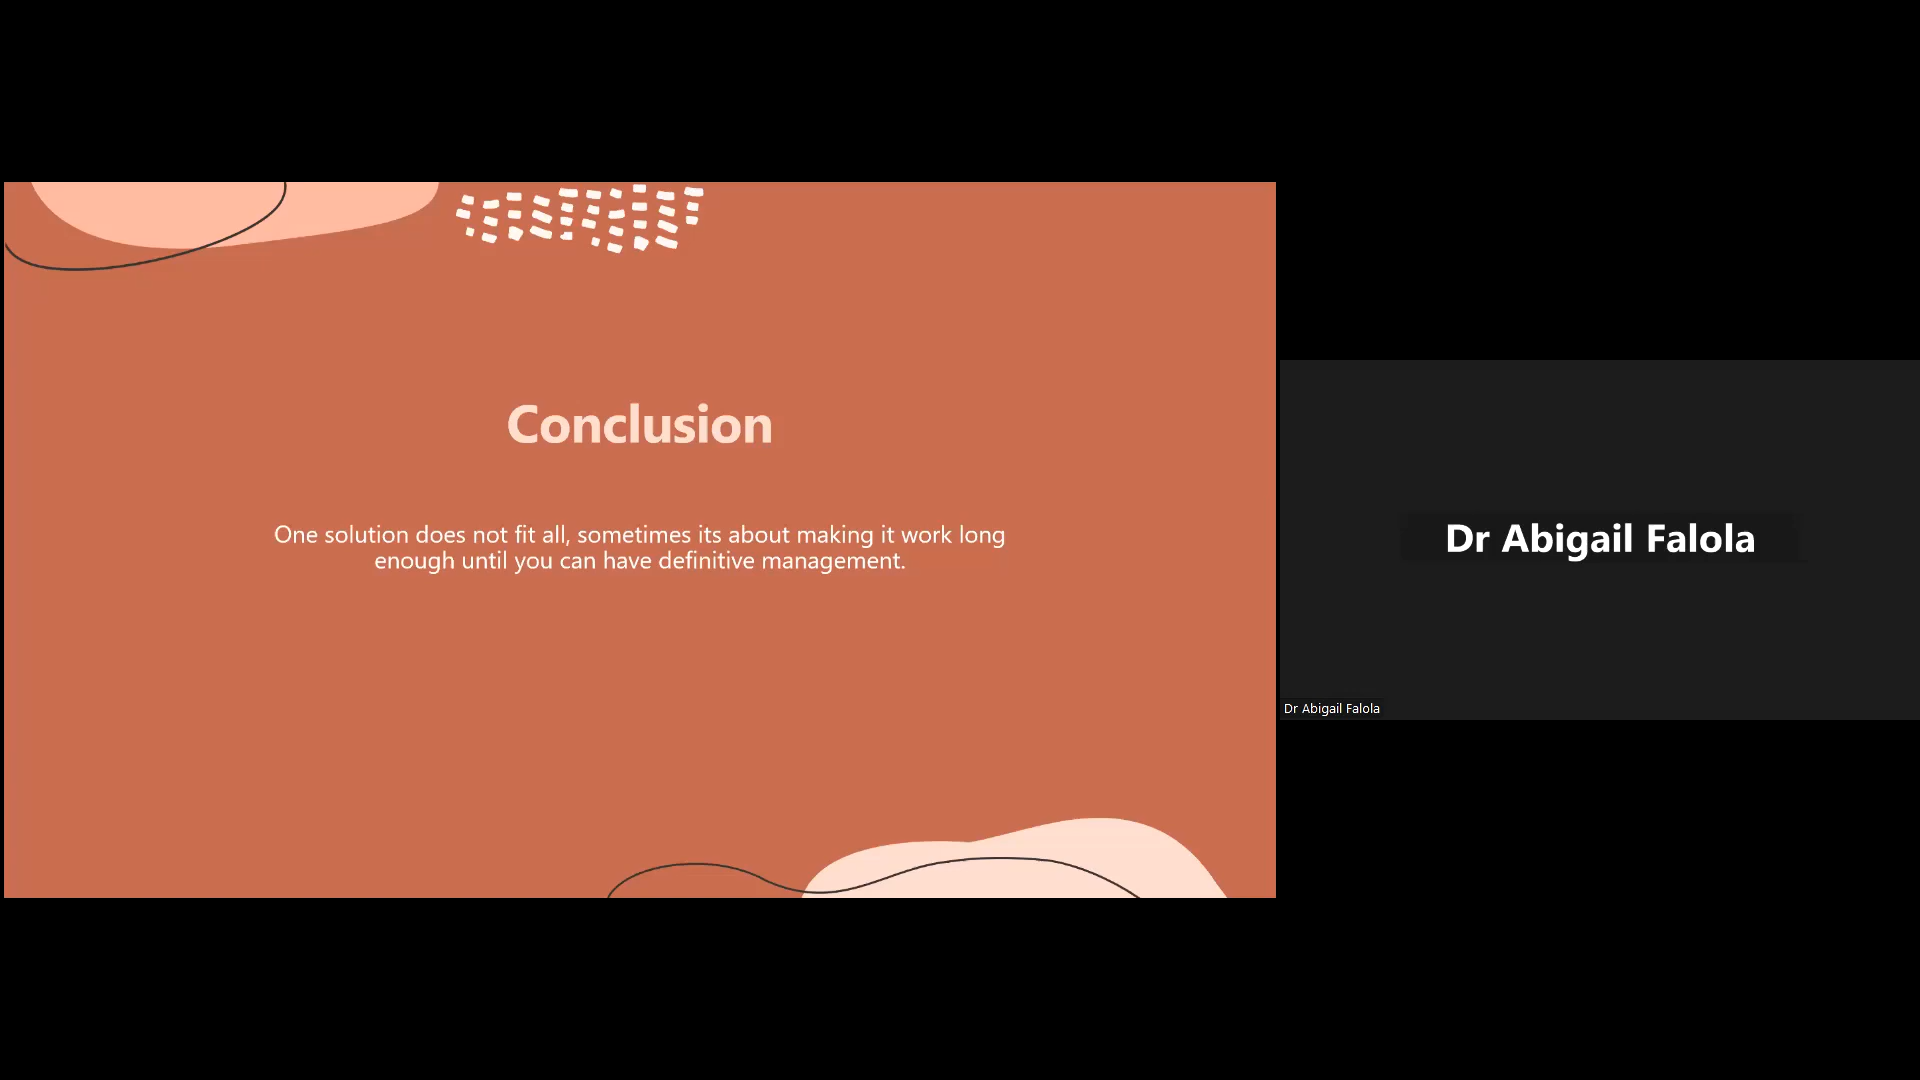 Conclusion
One solution does not fit all, sometimes its about making it work long
enough until you can have definitive management.
Dr Abigail Falola
Dr Abigail Falola